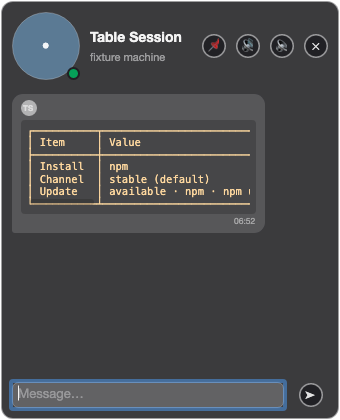 Table Session
fixture machine
TS
Item Value
Install npm
Channel stable (default)
Update available · npm · npm
06:52
Message…